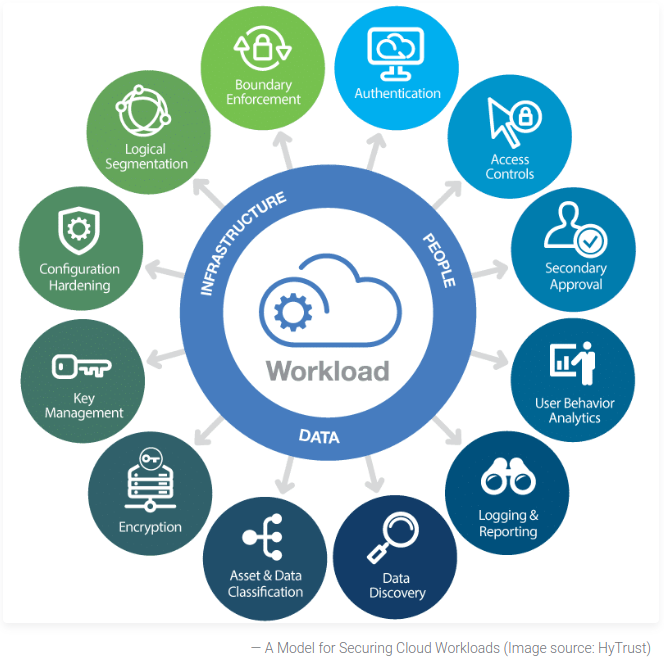 Boundary
Enforcement
Authentication
Access
Controls
Secondary
Approval
User Behavior
Analytics
Logging &
Reporting
Data
Discovery
Asset & Data
Classification
Encryption
Key
Management
Configuration
Hardening
Logical
Segmentation
INFRASTRUCTURE
PEOPLE
DATA
Workload
— A Model for Securing Cloud Workloads (Image source: HyTrust)